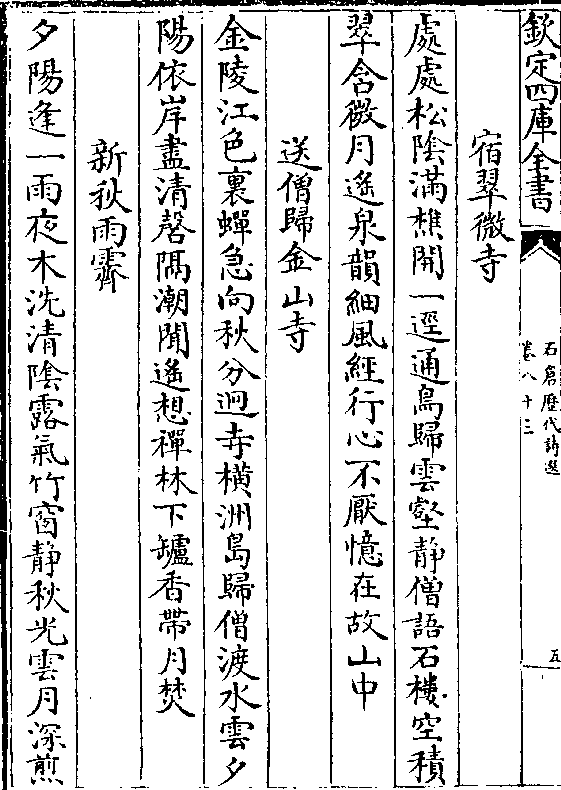 欽定四庫全書
石倉歷代詩選
卷八十三
五
宿翠微寺
處處松陰滿樵開一逕通鳥歸雲壑静僧語石樓空積
翠含微月遥泉韻細風經行心不厭憶在故山中
送僧歸金山寺
金陵江色裏蟬急向秋分迥寺横洲島歸僧渡水雲夕
陽依岸盡清磬隔潮聞遥想禪林下罏香帶月焚
新秋雨霽
夕陽逢一雨夜木洗清陰露氣竹窗静秋光雲月深煎